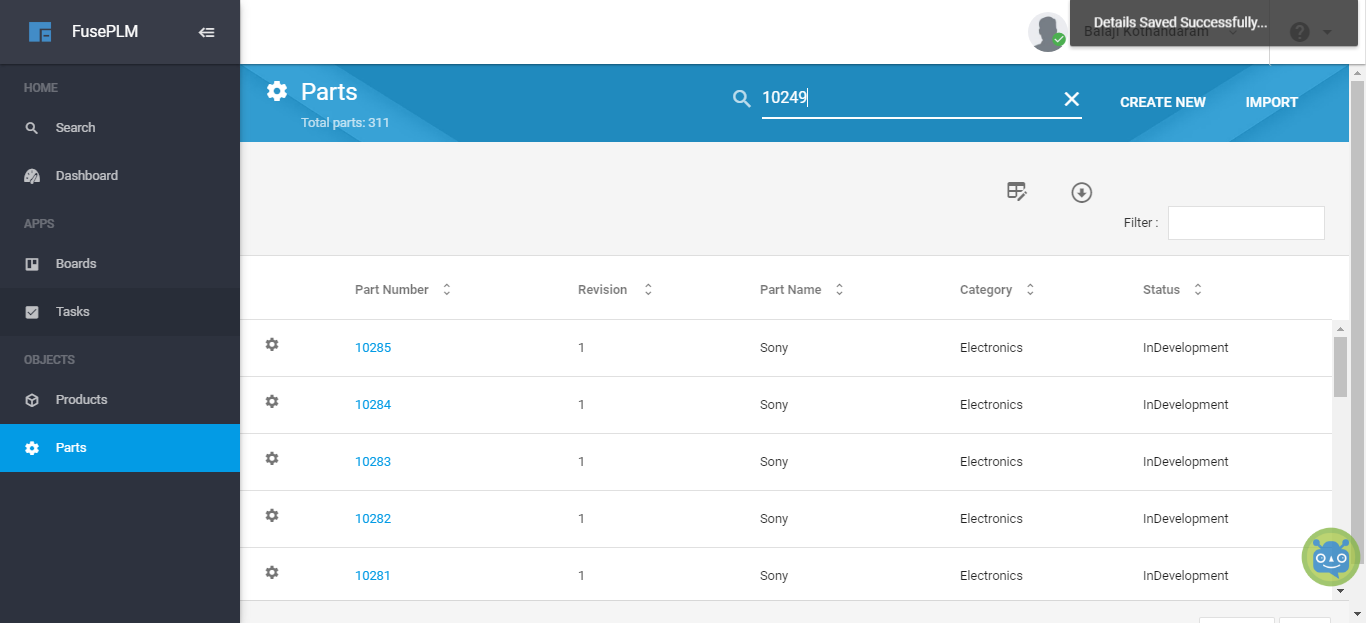 FusePLM
Details Saved Successfully...
Balaji Kothandaram
HOME
Search
Dashboard
APPS
Boards
Tasks
OBJECTS
Products
Parts
Parts
Total parts: 311
10249
CREATE NEW
IMPORT
Filter :
Part Number Revision Part Name Category Status
10285 1 Sony Electronics InDevelopment
10284 1 Sony Electronics InDevelopment
10283 1 Sony Electronics InDevelopment
10282 1 Sony Electronics InDevelopment
10281 1 Sony Electronics InDevelopment